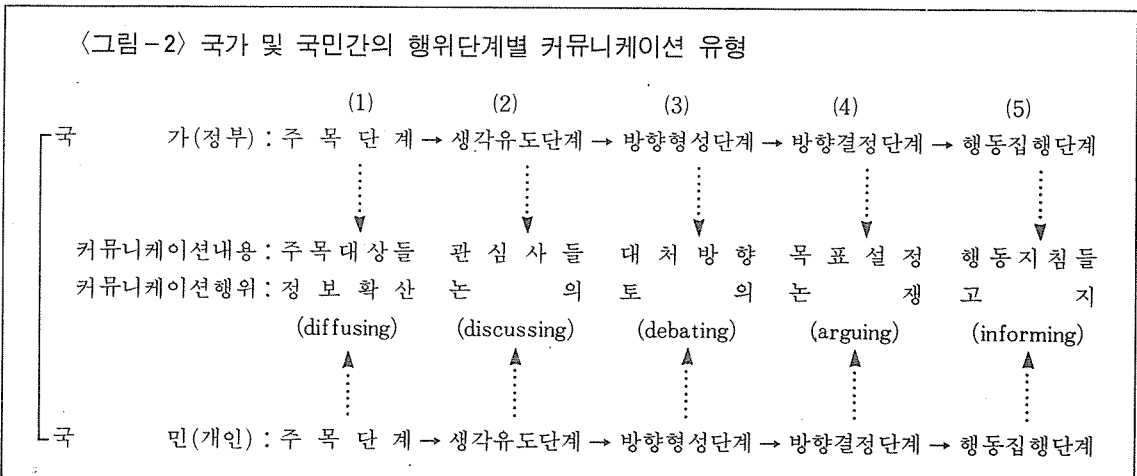 〈그림-2〉 국가 및 국민간의 행위단계별 커뮤니케이션 유형
(1) (2) (3) (4) (5)
국 가(정부) : 주 목 단 계 → 생각유도단계 → 방향형성단계 → 방향결정단계 → 행동집행단계
커뮤니케이션내용 : 주목대상들 관 심 사 들 대 처 방 향 목 표 설 정 행동지침들
커뮤니케이션행위 : 정 보 확 산 논 의 토 의 논 쟁 고 지
(diffusing) (discussing) (debating) (arguing) (informing)
국 민(개인) : 주 목 단 계 → 생각유도단계 → 방향형성단계 → 방향결정단계 → 행동집행단계